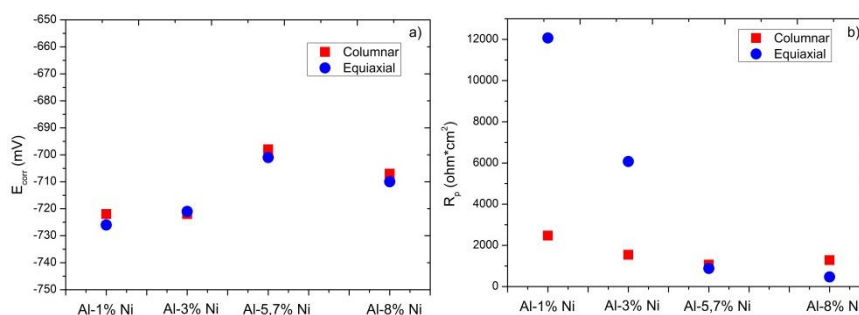 a)
Columnar
Equiaxial
-650
-660
-670
-680
-690
-700
-710
-720
-730
-740
-750
E_corr (mV)
Al-1% Ni
Al-3% Ni
Al-5,7% Ni
Al-8% Ni
b)
Columnar
Equiaxial
12000
10000
8000
6000
4000
2000
0
R_p (ohm*cm²)
Al-1% Ni
Al-3% Ni
Al-5,7% Ni
Al-8% Ni